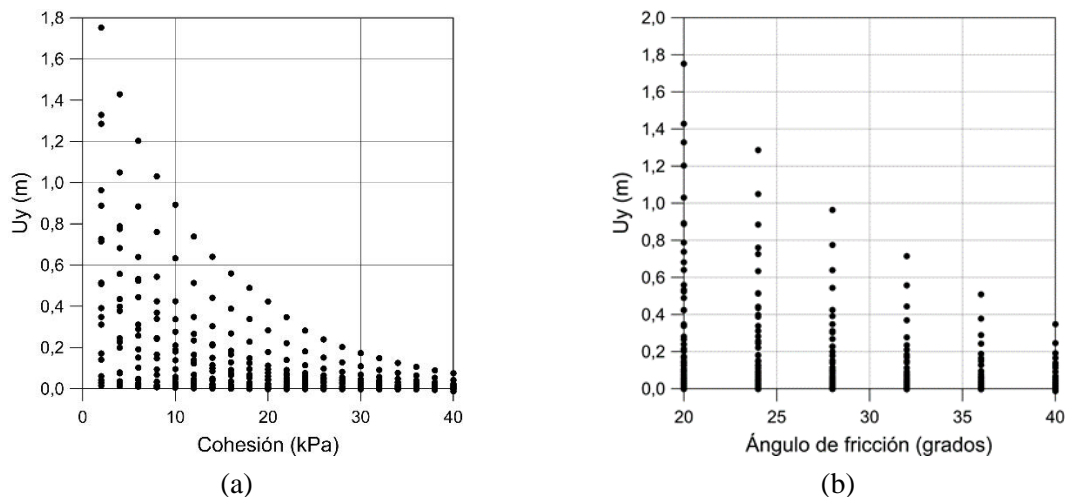 1,8
1,6
1,4
1,2
1,0
0,8
0,6
0,4
0,2
0,0
Uy (m)
0 10 20 30 40
Cohesión (kPa)
(a)
2,0
1,8
1,6
1,4
1,2
1,0
0,8
0,6
0,4
0,2
0,0
Uy (m)
20 25 30 35 40
Ángulo de fricción (grados)
(b)